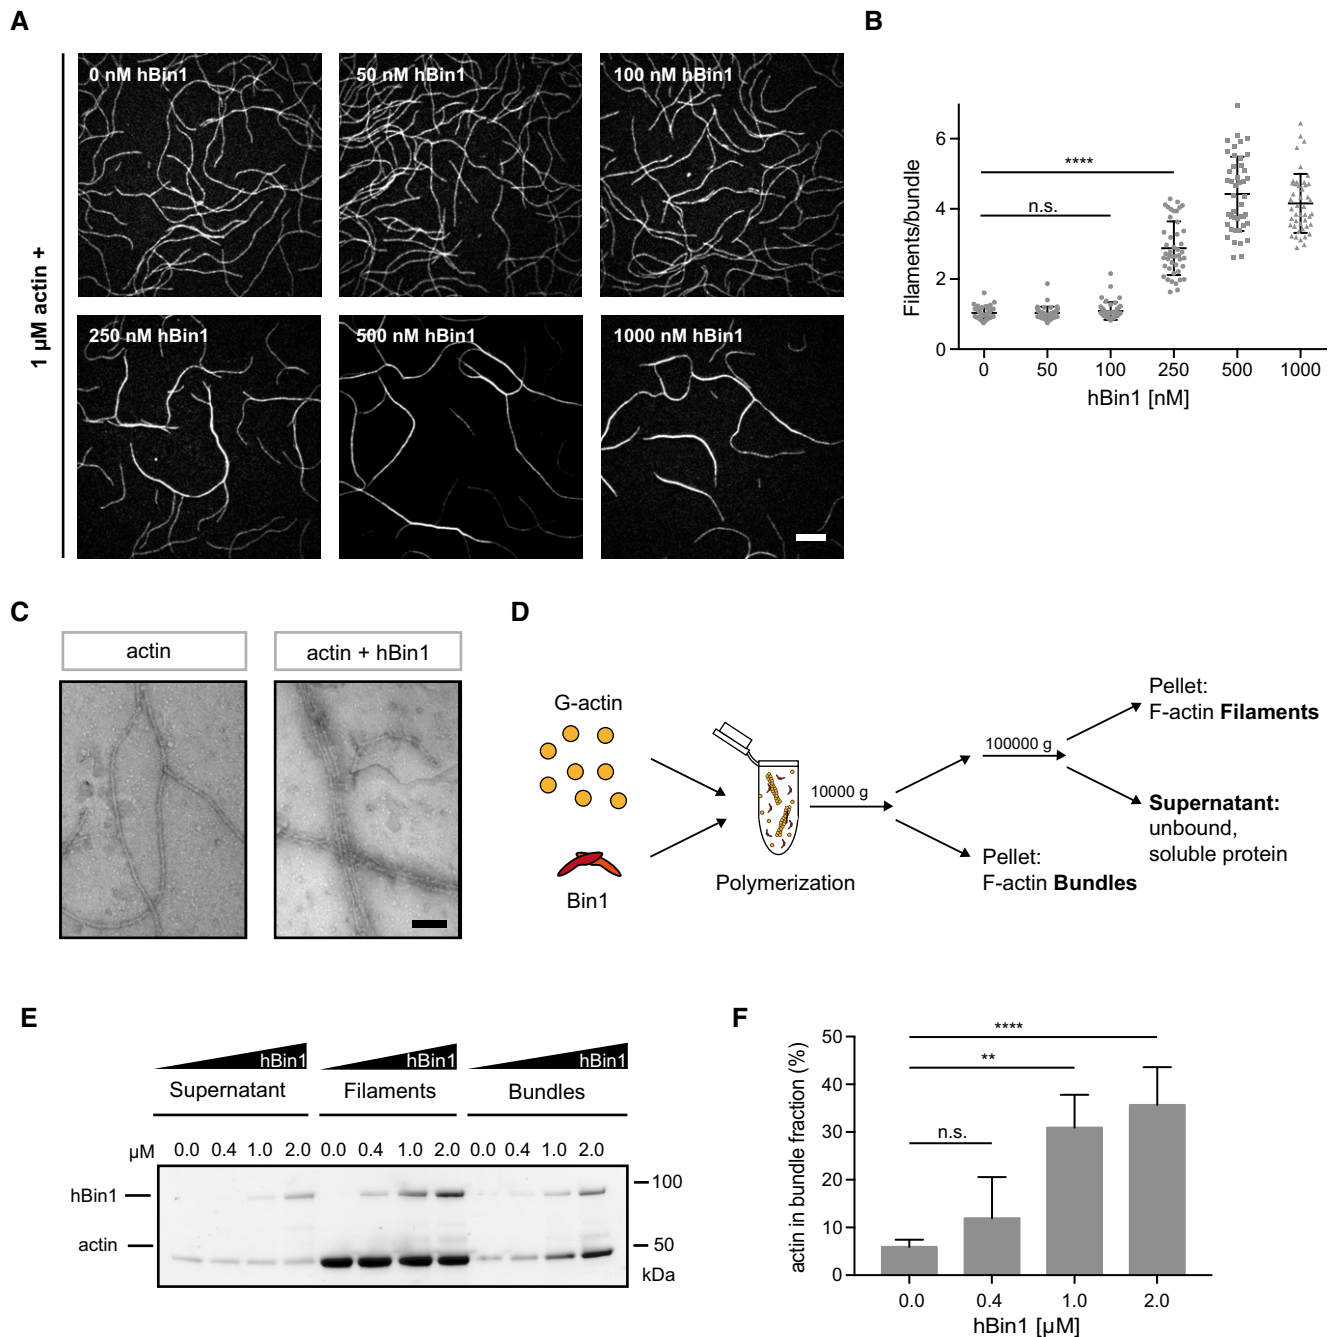 A
1 µM actin +
0 nM hBin1
50 nM hBin1
100 nM hBin1
250 nM hBin1
500 nM hBin1
1000 nM hBin1
B
Filaments/bundle
6
4
2
0
****
n.s.
0 50 100 250 500 1000
hBin1 [nM]
C
actin
actin + hBin1
D
G-actin
Bin1
Polymerization
10000 g
100000 g
Pellet:
F-actin Filaments
Supernatant:
unbound,
soluble protein
Pellet:
F-actin Bundles
E
hBin1 hBin1 hBin1
Supernatant Filaments Bundles
µM 0.0 0.4 1.0 2.0 0.0 0.4 1.0 2.0 0.0 0.4 1.0 2.0
hBin1
actin
100
50
kDa
F
actin in bundle fraction (%)
50
40
30
20
10
0
****
**
n.s.
0.0 0.4 1.0 2.0
hBin1 [µM]